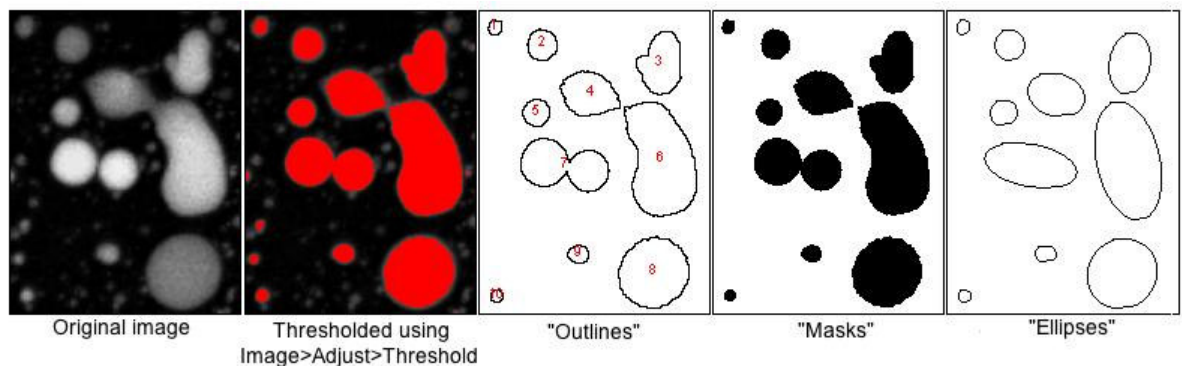 1
2
3
4
5
6
7
8
9
10
Original image
Thresholded using
Image>Adjust>Threshold
"Outlines"
"Masks"
"Ellipses"